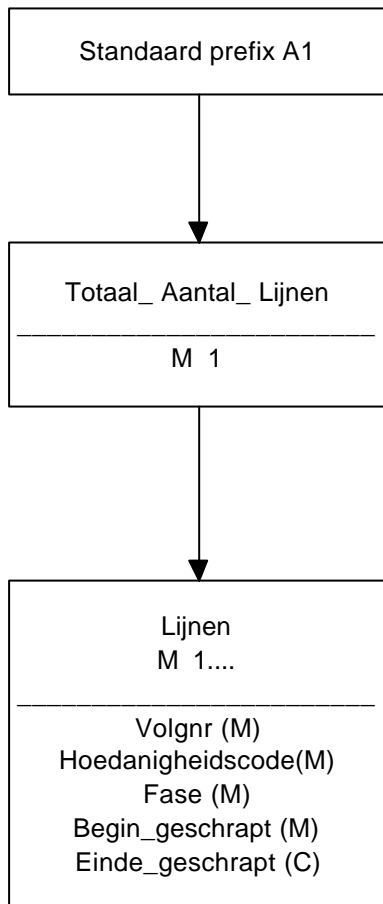 Standaard prefix A1
Totaal_ Aantal_ Lijnen
M 1
Lijnen
M 1....
Volgnr (M)
Hoedanigheidscode(M)
Fase (M)
Begin_geschrapt (M)
Einde_geschrapt (C)